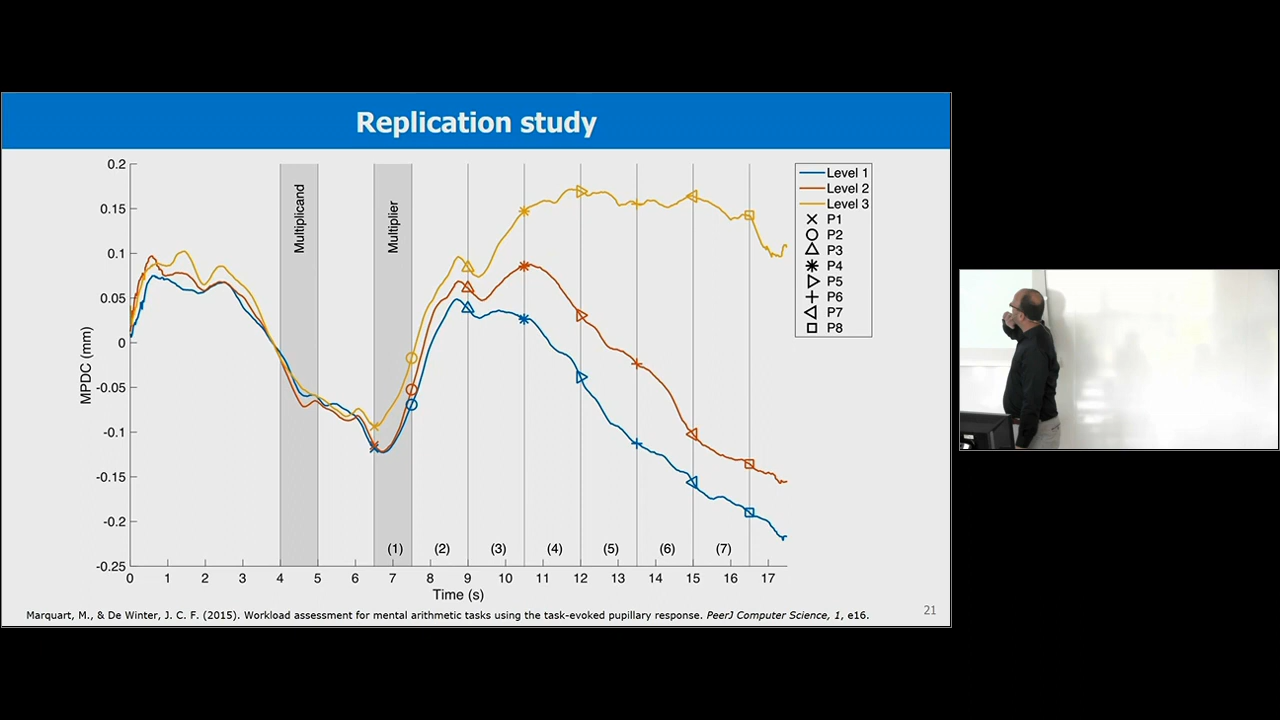 Replication study
0.2
0.15
0.1
0.05
0
-0.05
-0.1
-0.15
-0.2
-0.25
MPDC (mm)
Multiplicand
Multiplier
(1) (2) (3) (4) (5) (6) (7)
0 1 2 3 4 5 6 7 8 9 10 11 12 13 14 15 16 17
Time (s)
Level 1
Level 2
Level 3
P1
P2
P3
P4
P5
P6
P7
P8
Marquart, M., & De Winter, J. C. F. (2015). Workload assessment for mental arithmetic tasks using the task-evoked pupillary response. PeerJ Computer Science, 1, e16.
21